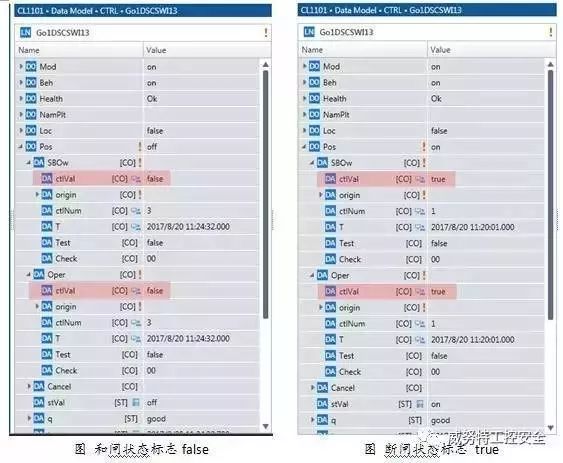 CL1101 • Data Model • CTRL • Go1DSCSWI13
LN Go1DSCSWI13 !
Name Value
DO Mod on
DO Beh on
DO Health Ok
DO NamPlt
DO Loc false
DO Pos ! off
DA SBOw [CO] !
DA ctlVal [CO] false
DA origin [CO] !
DA ctlNum [CO] 3
DA T [CO] 2017/8/20 11:24:32.000
DA Test [CO] false
DA Check [CO] 00
DA Oper [CO] !
DA ctlVal [CO] false
DA origin [CO] !
DA ctlNum [CO] 3
DA T [CO] 2017/8/20 11:24:32.000
DA Test [CO] false
DA Check [CO] 00
DA Cancel [CO]
DA stVal [ST] off
DA q [ST] good
图 和闸状态标志 false
CL1101 • Data Model • CTRL • Go1DSCSWI13
LN Go1DSCSWI13 !
Name Value
DO Mod on
DO Beh on
DO Health Ok
DO NamPlt
DO Loc false
DO Pos ! on
DA SBOw [CO] !
DA ctlVal [CO] true
DA origin [CO] !
DA ctlNum [CO] 1
DA T [CO] 2017/8/20 11:20:01.000
DA Test [CO] false
DA Check [CO] 00
DA Oper [CO] !
DA ctlVal [CO] true
DA origin [CO] !
DA ctlNum [CO] 1
DA T [CO] 2017/8/20 11:20:01.000
DA Test [CO] false
DA Check [CO] 00
DA Cancel [CO]
DA stVal [ST] on
DA q [ST] good
威努特工控安全
图 断闸状态标志 true